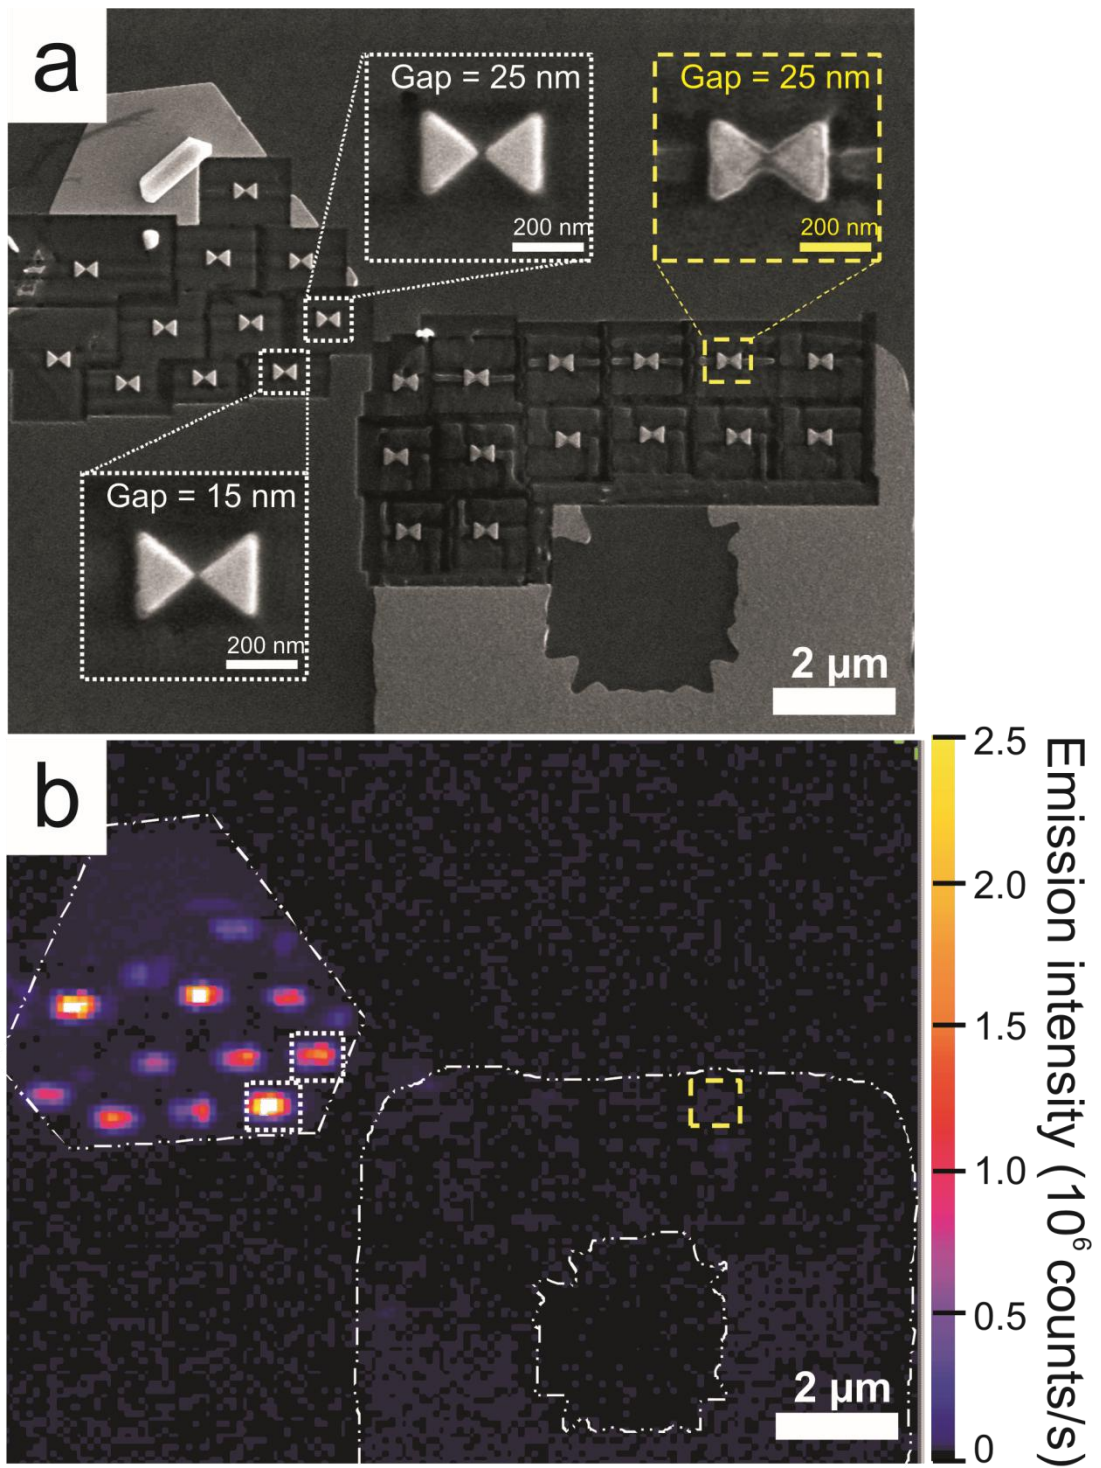 a
Gap = 25 nm
200 nm
Gap = 25 nm
200 nm
Gap = 15 nm
200 nm
2 µm
b
2 µm
2.5
2.0
1.5
1.0
0.5
0
Emission intensity (10⁶ counts/s)